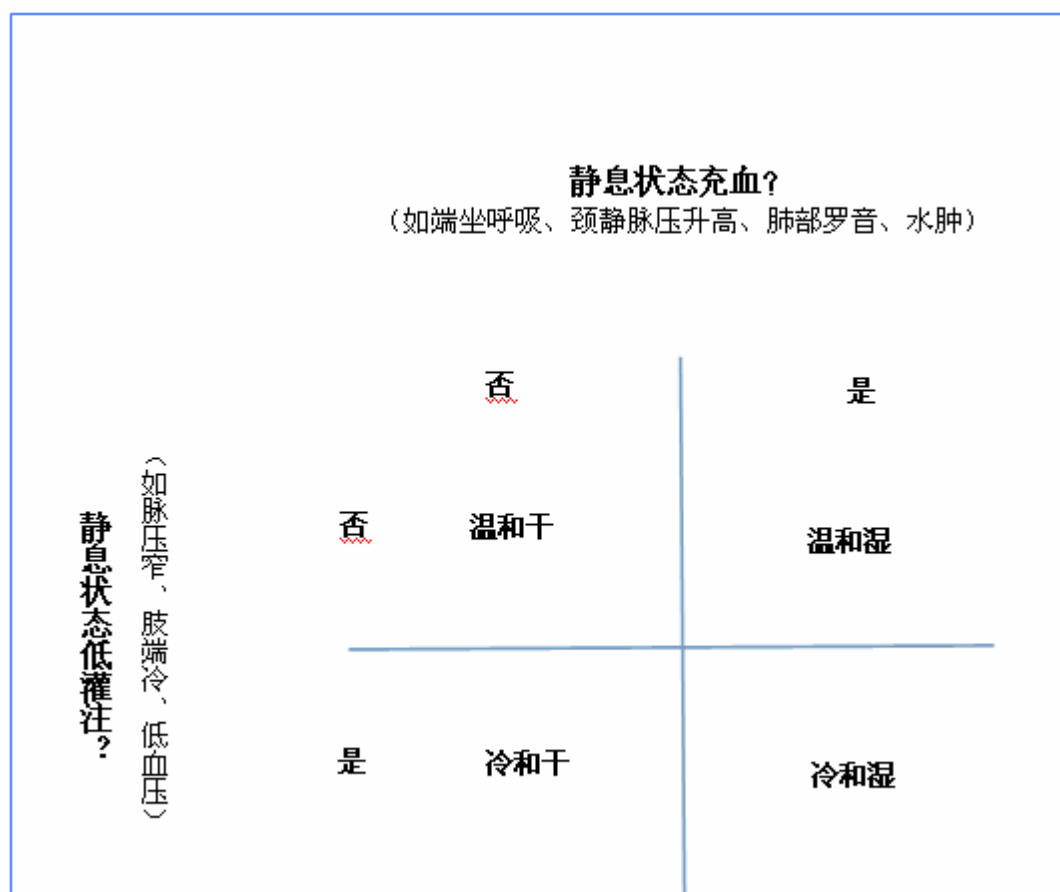 静息状态充血？
（如端坐呼吸、颈静脉压升高、肺部罗音、水肿）
否
是
静息状态低灌注？
（如脉压窄、肢端冷、低血压）
否
温和干
温和湿
是
冷和干
冷和湿